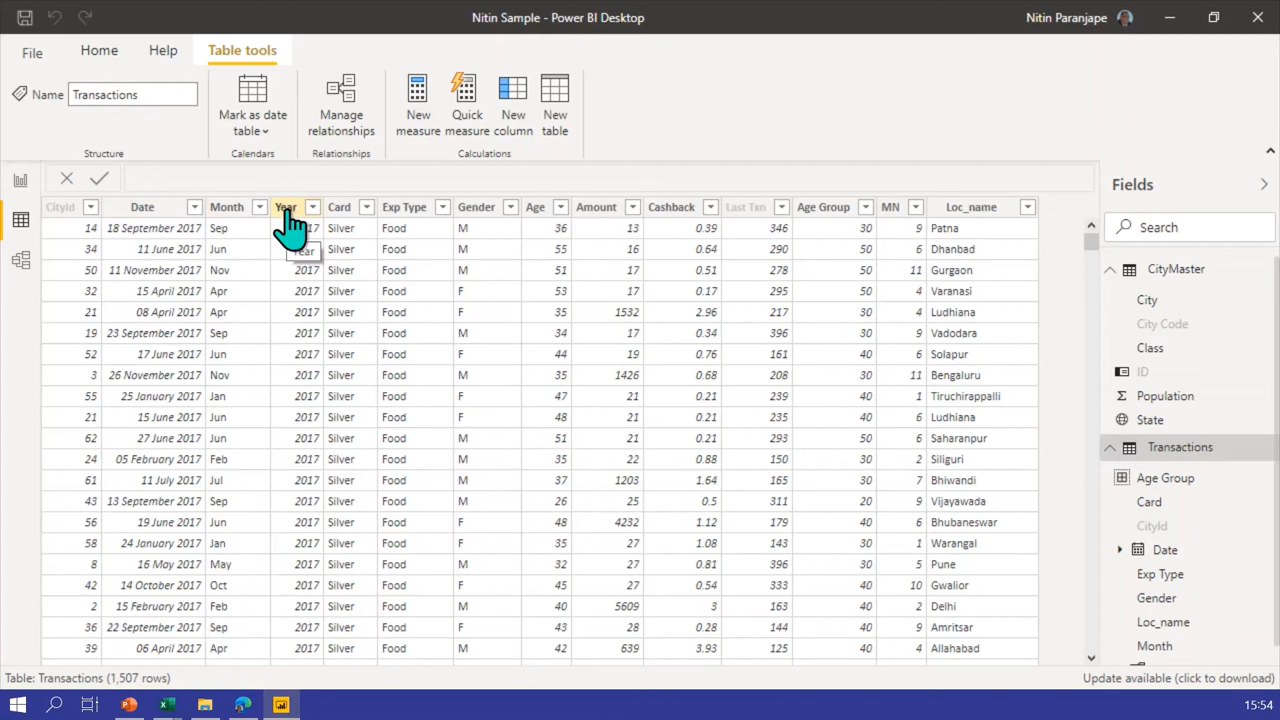 Nitin Sample - Power BI Desktop
Nitin Paranjape
File Home Help Table tools
Name Transactions
Mark as date table
Manage relationships
New measure
Quick measure
New column
New table
Structure Calendars Relationships Calculations
CityId Date Month Year Card Exp Type Gender Age Amount Cashback Last Txn Age Group MN Loc_name
14 18 September 2017 Sep Silver Food M 36 13 0.39 346 30 9 Patna
34 11 June 2017 Jun Silver Food M 55 16 0.64 290 50 6 Dhanbad
50 11 November 2017 Nov 2017 Silver Food M 51 17 0.51 278 50 11 Gurgaon
32 15 April 2017 Apr 2017 Silver Food F 53 17 0.17 295 50 4 Varanasi
21 08 April 2017 Apr 2017 Silver Food F 35 1532 2.96 217 30 4 Ludhiana
19 23 September 2017 Sep 2017 Silver Food M 34 17 0.34 396 30 9 Vadodara
52 17 June 2017 Jun 2017 Silver Food F 44 19 0.76 161 40 6 Solapur
3 26 November 2017 Nov 2017 Silver Food M 35 1426 0.68 208 30 11 Bengaluru
55 25 January 2017 Jan 2017 Silver Food F 47 21 0.21 239 40 1 Tiruchirappalli
21 15 June 2017 Jun 2017 Silver Food F 48 21 0.21 235 40 6 Ludhiana
62 27 June 2017 Jun 2017 Silver Food M 51 21 0.21 293 50 6 Saharanpur
24 05 February 2017 Feb 2017 Silver Food M 35 22 0.88 150 30 2 Siliguri
61 11 July 2017 Jul 2017 Silver Food M 37 1203 1.64 165 30 7 Bhiwandi
43 13 September 2017 Sep 2017 Silver Food M 26 25 0.5 311 20 9 Vijayawada
56 19 June 2017 Jun 2017 Silver Food F 48 4232 1.12 179 40 6 Bhubaneswar
58 24 January 2017 Jan 2017 Silver Food F 35 27 1.08 143 30 1 Warangal
8 16 May 2017 May 2017 Silver Food M 32 27 0.81 396 30 5 Pune
42 14 October 2017 Oct 2017 Silver Food F 45 27 0.54 333 40 10 Gwalior
2 15 February 2017 Feb 2017 Silver Food M 40 5609 3 163 40 2 Delhi
36 22 September 2017 Sep 2017 Silver Food F 43 28 0.28 144 40 9 Amritsar
39 06 April 2017 Apr 2017 Silver Food M 42 639 3.93 125 40 4 Allahabad
Fields
Search
CityMaster
City
City Code
Class
ID
Population
State
Transactions
Age Group
Card
CityId
Date
Exp Type
Gender
Loc_name
Month
Table: Transactions (1,507 rows)
Update available (click to download)
15:54